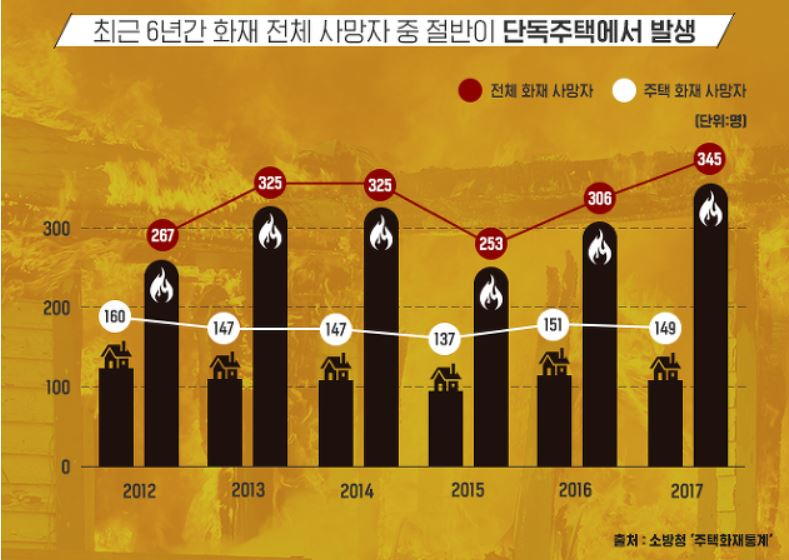 최근 6년간 화재 전체 사망자 중 절반이 단독주택에서 발생
전체 화재 사망자 주택 화재 사망자
(단위:명)
345
325 325
306
300 267 253
200
160 147 147 137 151 149
100
0
2012 2013 2014 2015 2016 2017
출처 : 소방청 '주택화재통계'